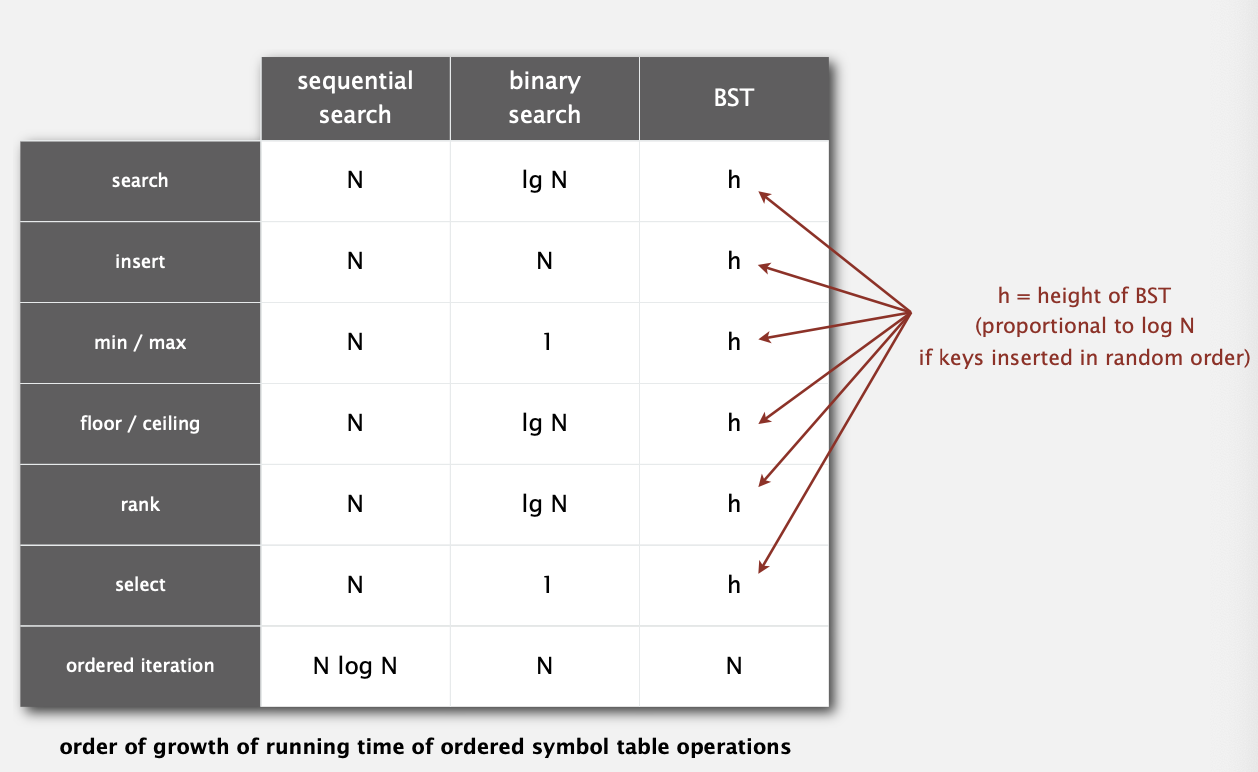 sequential
search
binary
search
BST
search N lg N h
insert N N h
min / max N 1 h
floor / ceiling N lg N h
rank N lg N h
select N 1 h
ordered iteration N log N N N
h = height of BST
(proportional to log N
if keys inserted in random order)
order of growth of running time of ordered symbol table operations